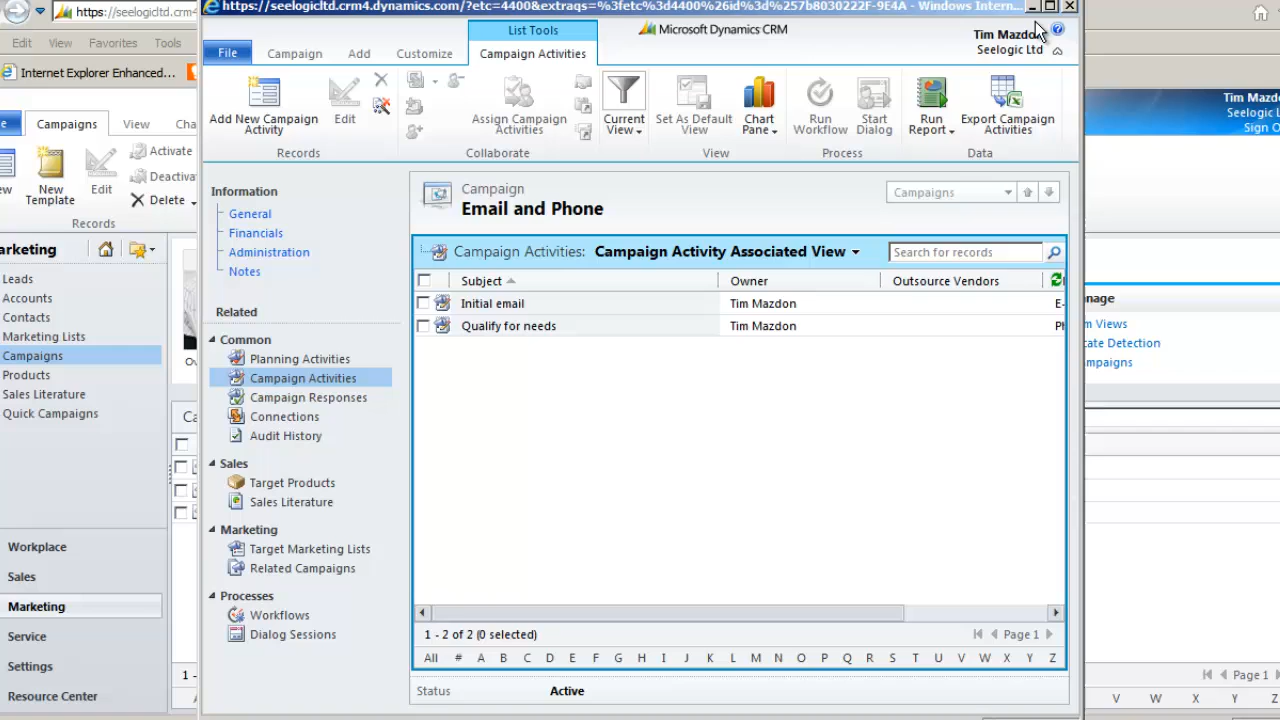 https://seelogicltd.crm4.dynamics.com/?etc=4400&extraqs=%3fetc%3d4400%26id%3d%257b8030222F-9E4A - Windows Intern...
https://seelogicltd.crm4
Edit View Favorites Tools
Internet Explorer Enhanced...
List Tools
Microsoft Dynamics CRM
Tim Mazdon
Seelogic Ltd
File Campaign Add Customize Campaign Activities
Add New Campaign Activity
Edit
Records
Assign Campaign Activities
Collaborate
Current View
Set As Default View
Chart Pane
View
Run Workflow
Start Dialog
Process
Run Report
Export Campaign Activities
Data
Campaigns View Cha
New Template
Edit
Activate
Deactiva
Delete
Records
Tim Mazd
Seelogic L
Sign O
arketing
Leads
Accounts
Contacts
Marketing Lists
Campaigns
Products
Sales Literature
Quick Campaigns
Workplace
Sales
Marketing
Service
Settings
Resource Center
Information
General
Financials
Administration
Notes
Related
Common
Planning Activities
Campaign Activities
Campaign Responses
Connections
Audit History
Sales
Target Products
Sales Literature
Marketing
Target Marketing Lists
Related Campaigns
Processes
Workflows
Dialog Sessions
Campaign
Email and Phone
Campaigns
Campaign Activities: Campaign Activity Associated View
Search for records
Subject Owner Outsource Vendors
Initial email Tim Mazdon E-
Qualify for needs Tim Mazdon Pl
1 - 2 of 2 (0 selected)
Page 1
All # A B C D E F G H I J K L M N O P Q R S T U V W X Y Z
Status Active
nage
m Views
cate Detection
mpaigns
1 -
Page 1
V W X Y Z